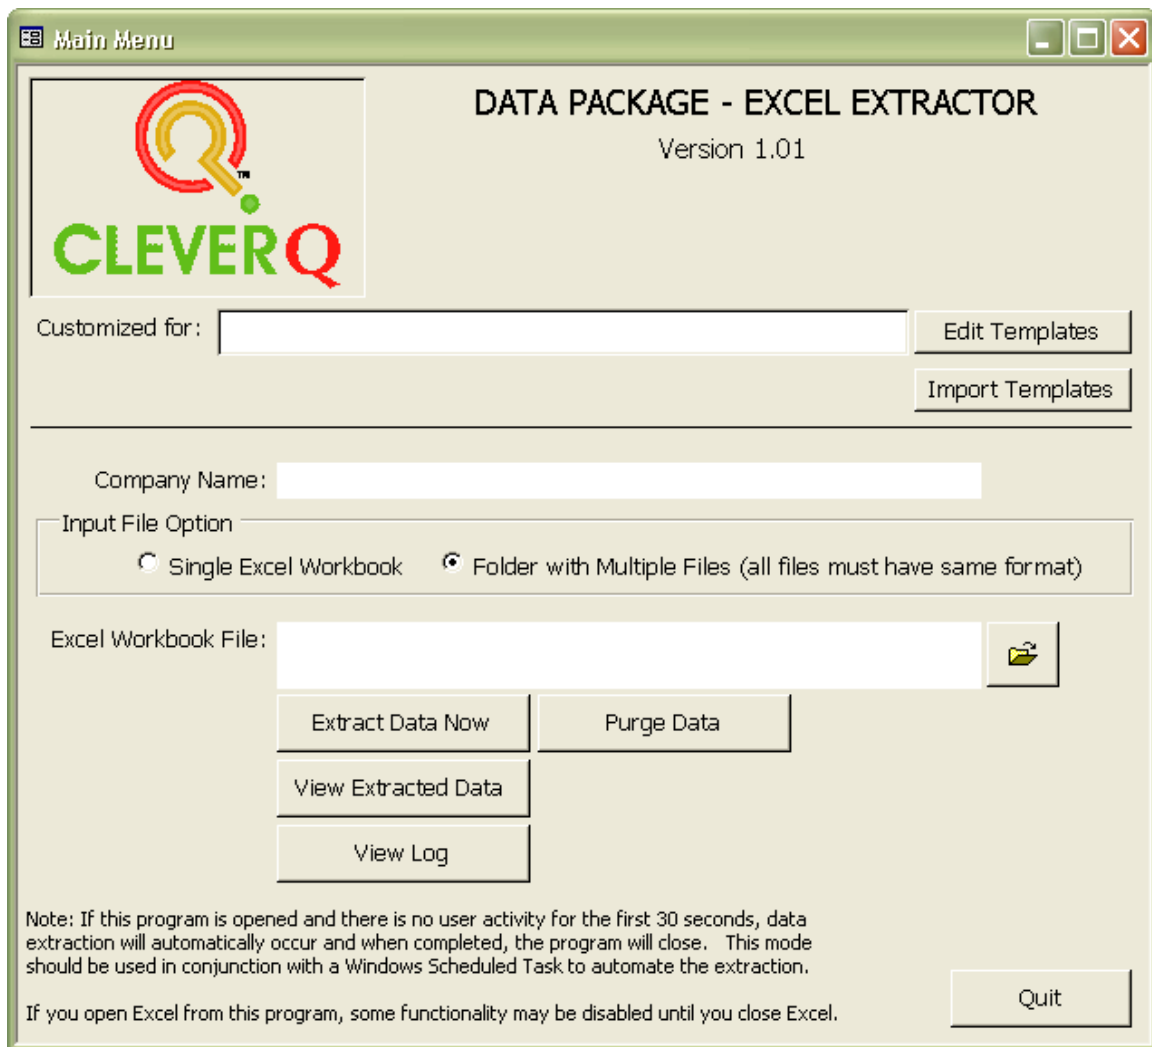 Main Menu
DATA PACKAGE - EXCEL EXTRACTOR
Version 1.01
TM
CLEVERQ
Customized for:
Edit Templates
Import Templates
Company Name:
Input File Option
Single Excel Workbook
Folder with Multiple Files (all files must have same format)
Excel Workbook File:
Extract Data Now
Purge Data
View Extracted Data
View Log
Note: If this program is opened and there is no user activity for the first 30 seconds, data
extraction will automatically occur and when completed, the program will close. This mode
should be used in conjunction with a Windows Scheduled Task to automate the extraction.
If you open Excel from this program, some functionality may be disabled until you close Excel.
Quit